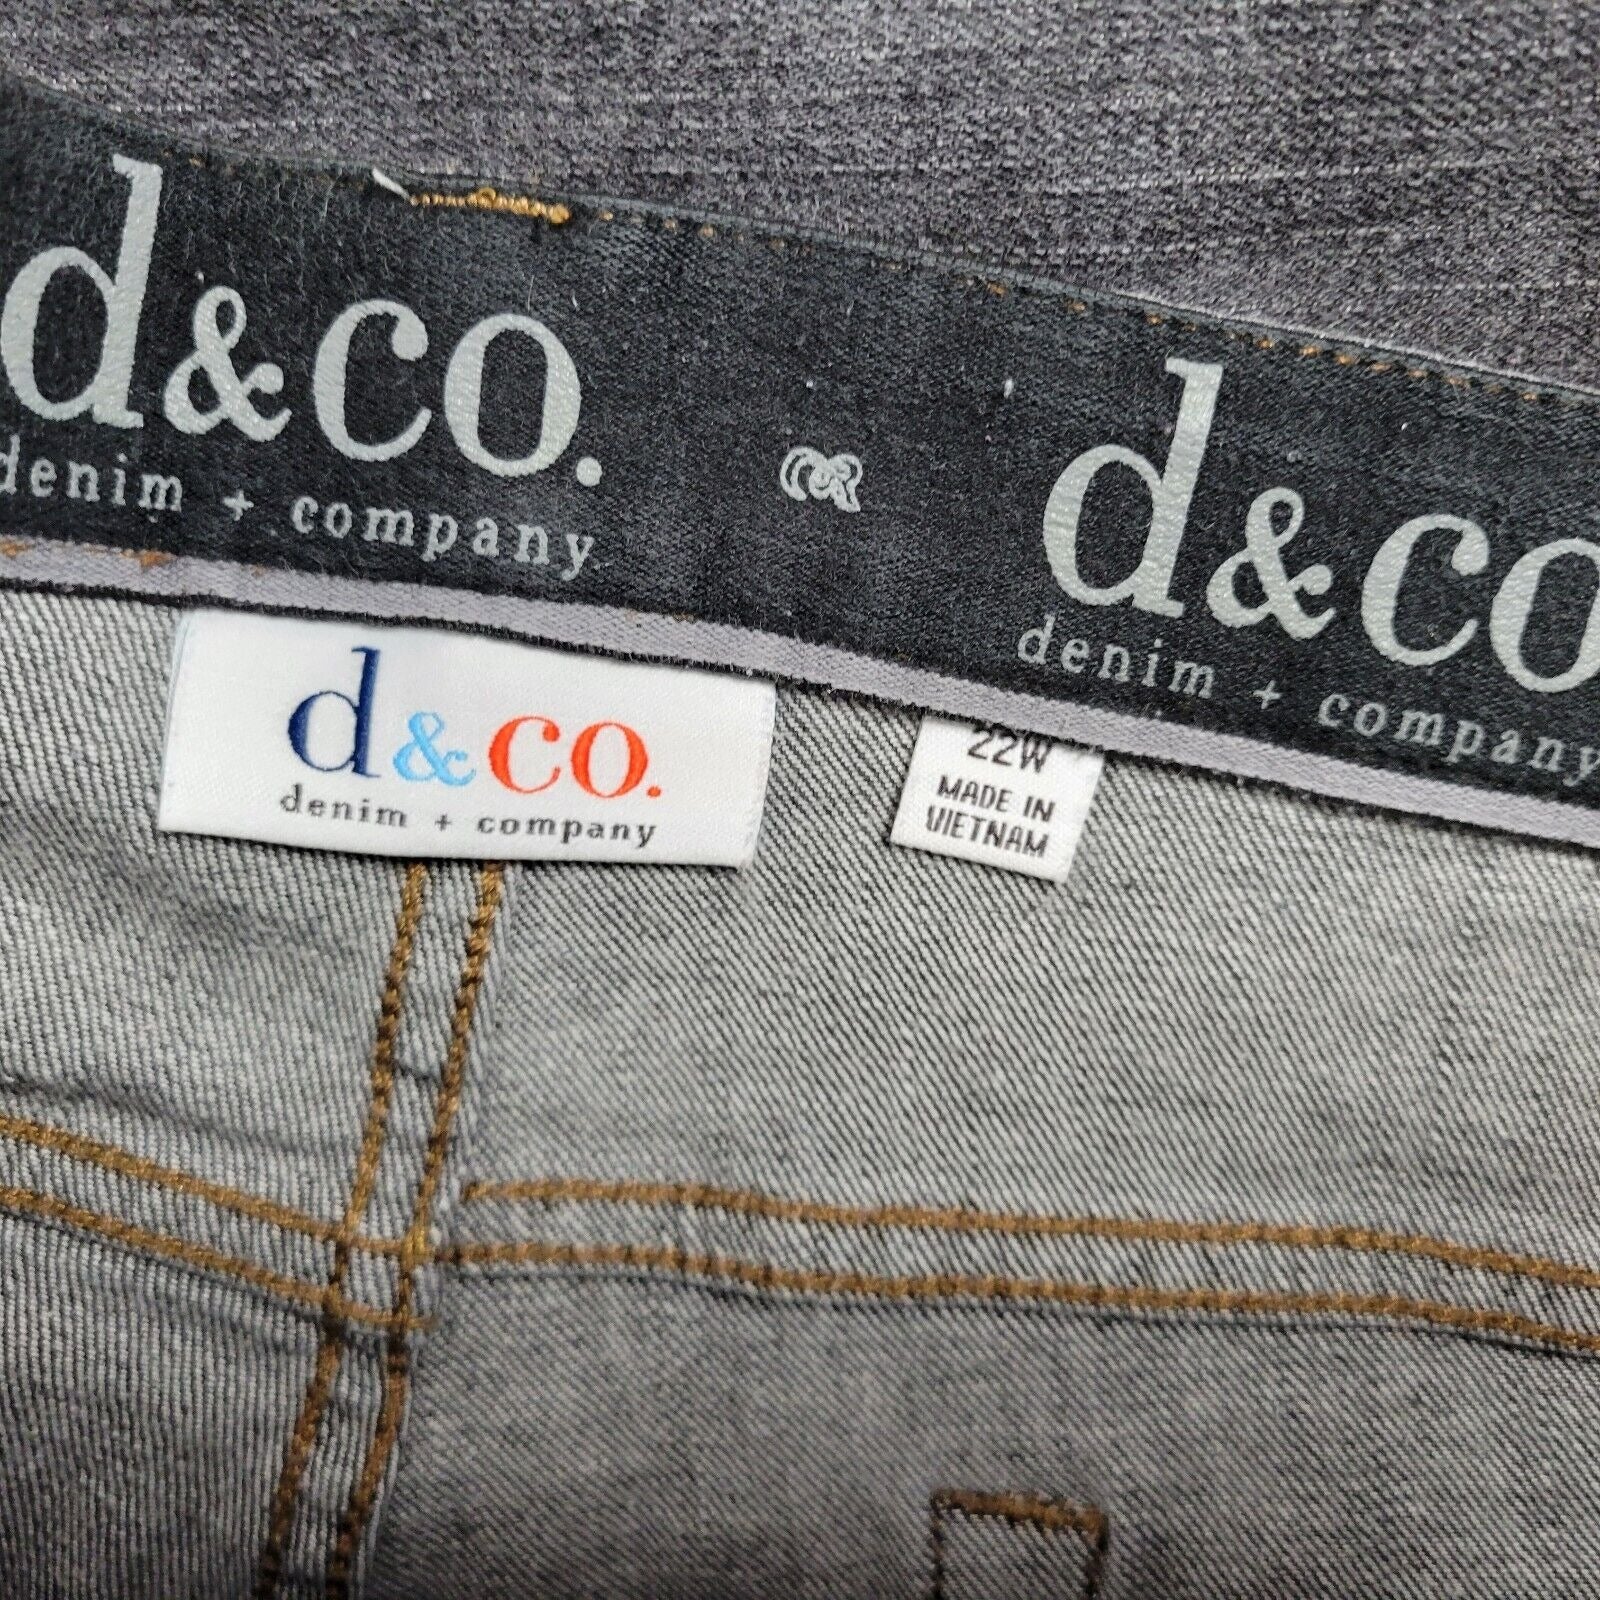 d&co.
denim + company
d&co
denim + company
d&co.
denim + company
22W
MADE IN
VIETNAM